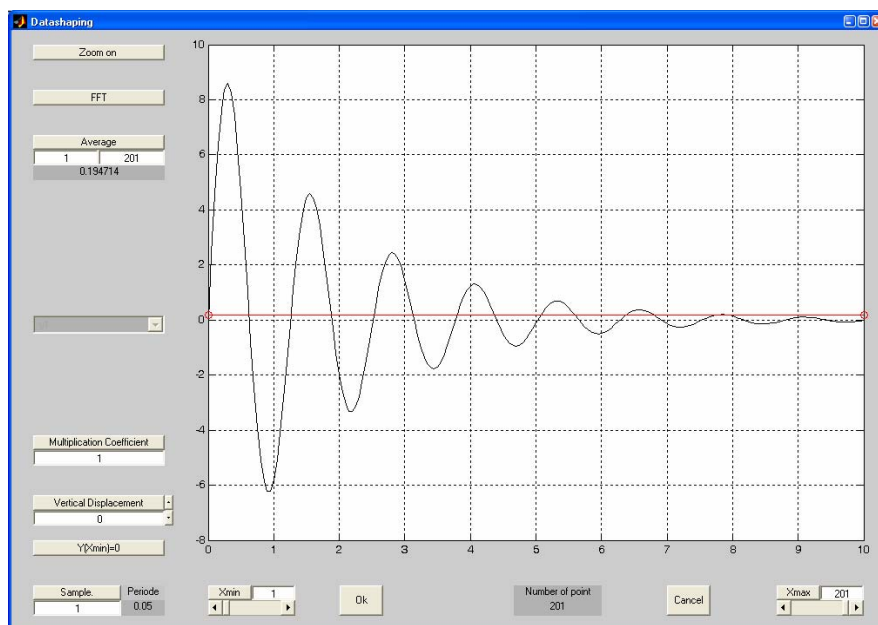 Datashaping
Zoom on
FFT
Average
1 201
0.194714
Multiplication Coefficient
1
Vertical Displacement
0
Y(Xmin)=0
Sample.
1
Periode
0.05
10
8
6
4
2
0
-2
-4
-6
-8
0 1 2 3 4 5 6 7 8 9 10
Xmin 1
Ok
Number of point
201
Cancel
Xmax 201